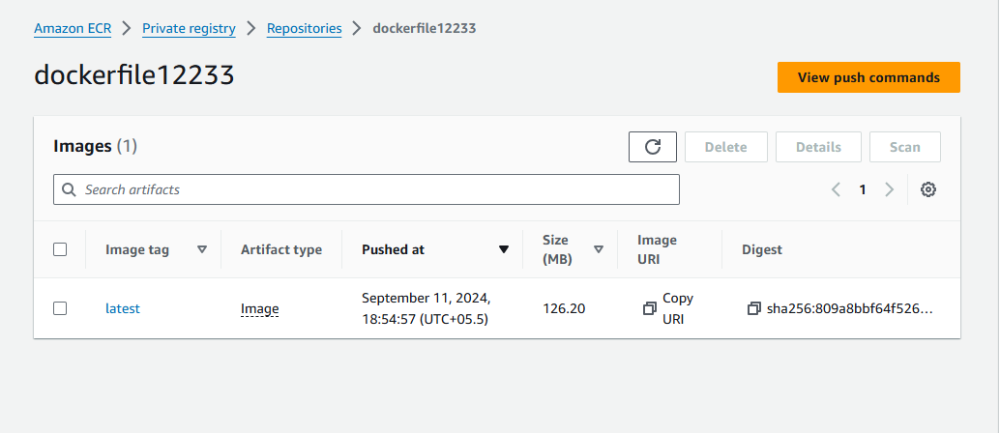 Amazon ECR > Private registry > Repositories > dockerfile12233
dockerfile12233
View push commands
Images (1)
Delete
Details
Scan
Search artifacts
1
Image tag
Artifact type
Pushed at
Size
(MB)
Image
URI
Digest
latest
Image
September 11, 2024,
18:54:57 (UTC+05.5)
126.20
Copy
URI
sha256:809a8bbf64f526...